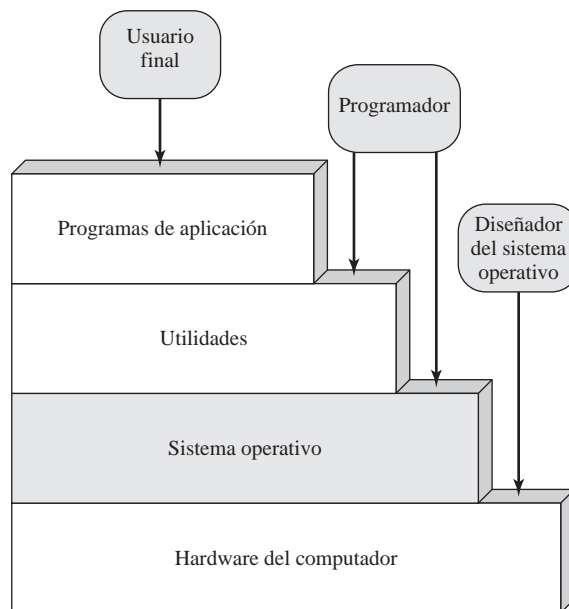 Usuario
final
Programador
Diseñador
del sistema
operativo
Programas de aplicación
Utilidades
Sistema operativo
Hardware del computador